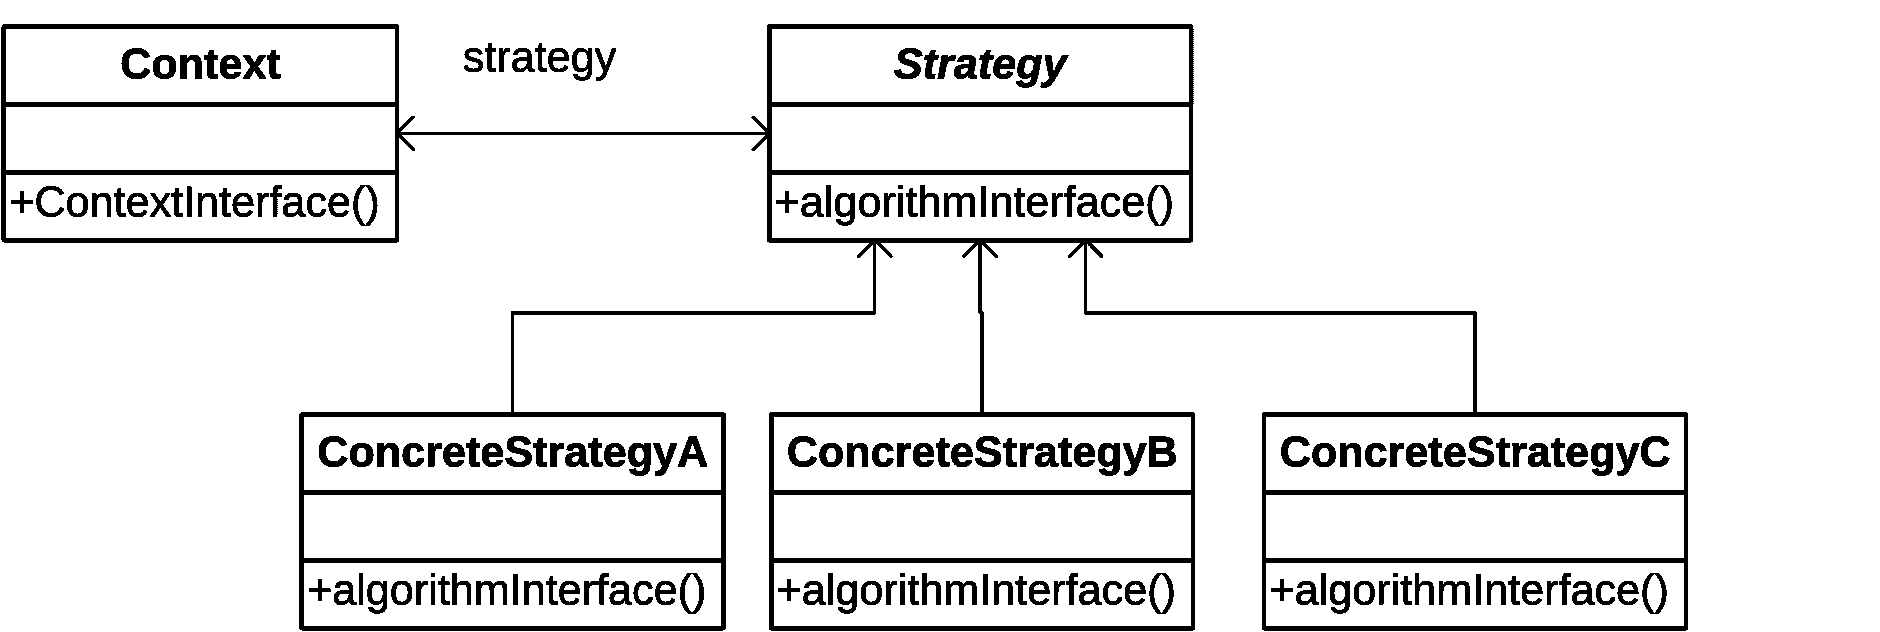 Context
strategy
Strategy
+ContextInterface()
+algorithmInterface()
ConcreteStrategyA
ConcreteStrategyB
ConcreteStrategyC
+algorithmInterface()
+algorithmInterface()
+algorithmInterface()